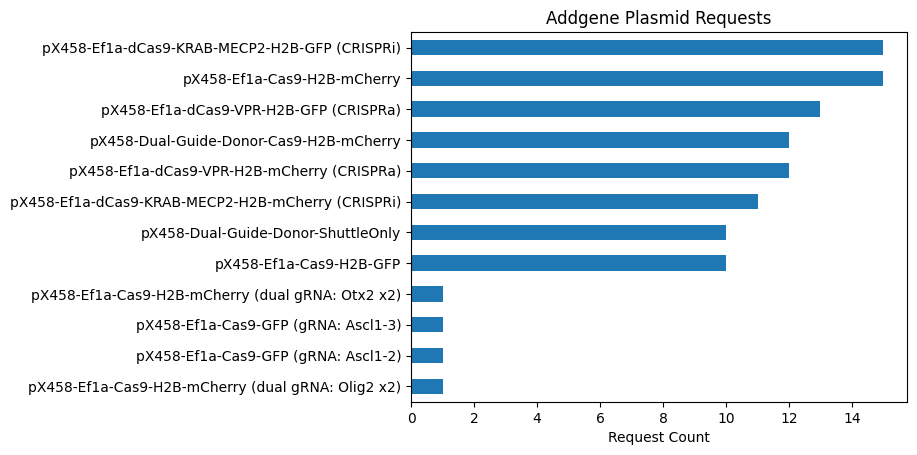 Addgene Plasmid Requests
pX458-Ef1a-dCas9-KRAB-MECP2-H2B-GFP (CRISPRi)
pX458-Ef1a-Cas9-H2B-mCherry
pX458-Ef1a-dCas9-VPR-H2B-GFP (CRISPRa)
pX458-Dual-Guide-Donor-Cas9-H2B-mCherry
pX458-Ef1a-dCas9-VPR-H2B-mCherry (CRISPRa)
pX458-Ef1a-dCas9-KRAB-MECP2-H2B-mCherry (CRISPRi)
pX458-Dual-Guide-Donor-ShuttleOnly
pX458-Ef1a-Cas9-H2B-GFP
pX458-Ef1a-Cas9-H2B-mCherry (dual gRNA: Otx2 x2)
pX458-Ef1a-Cas9-GFP (gRNA: Ascl1-3)
pX458-Ef1a-Cas9-GFP (gRNA: Ascl1-2)
pX458-Ef1a-Cas9-H2B-mCherry (dual gRNA: Olig2 x2)
0 2 4 6 8 10 12 14
Request Count